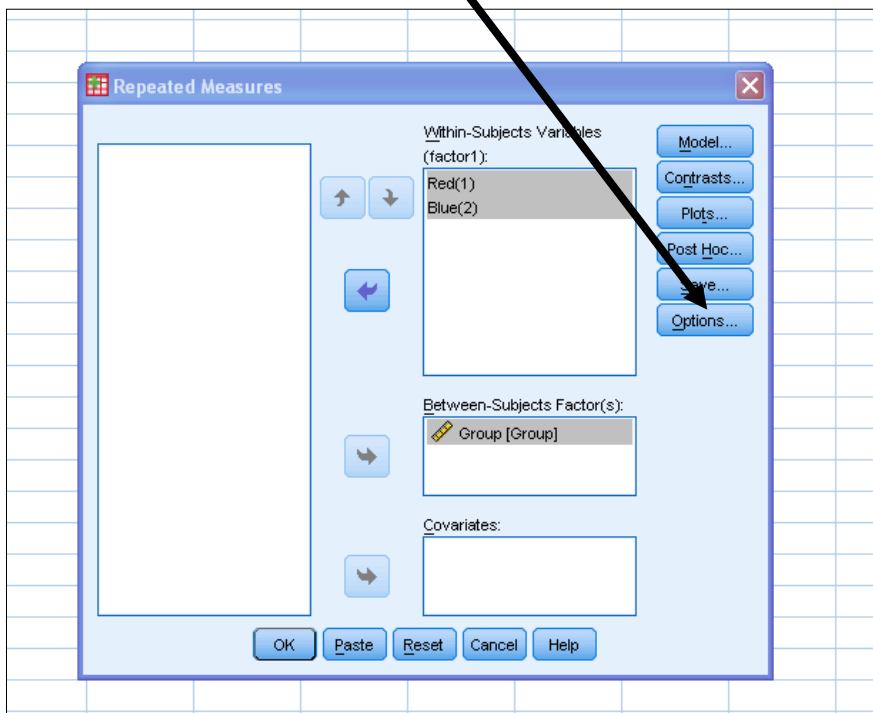 Repeated Measures
Within-Subjects Variables
(factor1):
Red(1)
Blue(2)
Model...
Contrasts...
Plots...
Post Hoc...
Save...
Options...
Between-Subjects Factor(s):
Group [Group]
Covariates:
OK Paste Reset Cancel Help